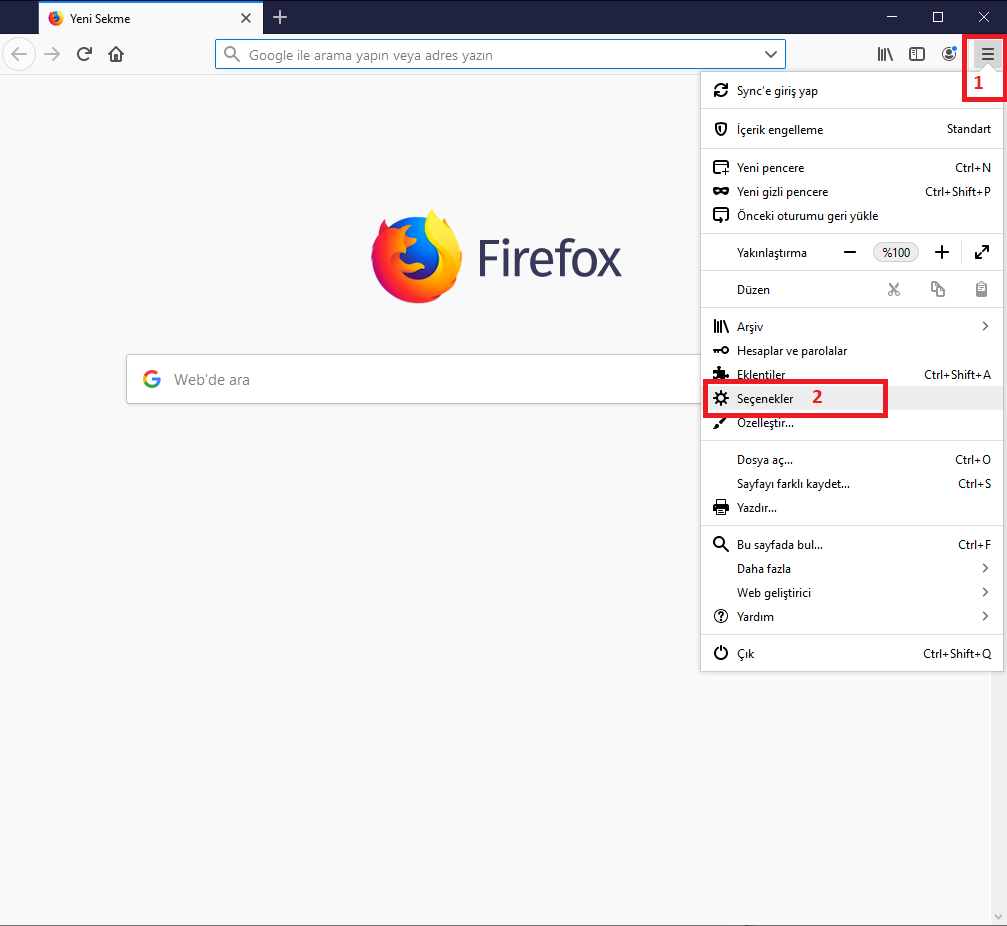 Yeni Sekme
Google ile arama yapın veya adres yazın
1
Sync'e giriş yap
İçerik engelleme Standart
Yeni pencere Ctrl+N
Yeni gizli pencere Ctrl+Shift+P
Önceki oturumu geri yükle
Yakınlaştırma %100
Düzen
Arşiv
Hesaplar ve parolalar
Eklentiler Ctrl+Shift+A
Seçenekler 2
Özelleştir...
Dosya aç... Ctrl+O
Sayfayı farklı kaydet... Ctrl+S
Yazdır...
Bu sayfada bul... Ctrl+F
Daha fazla
Web geliştirici
Yardım
Çık Ctrl+Shift+Q
Firefox
Web'de ara